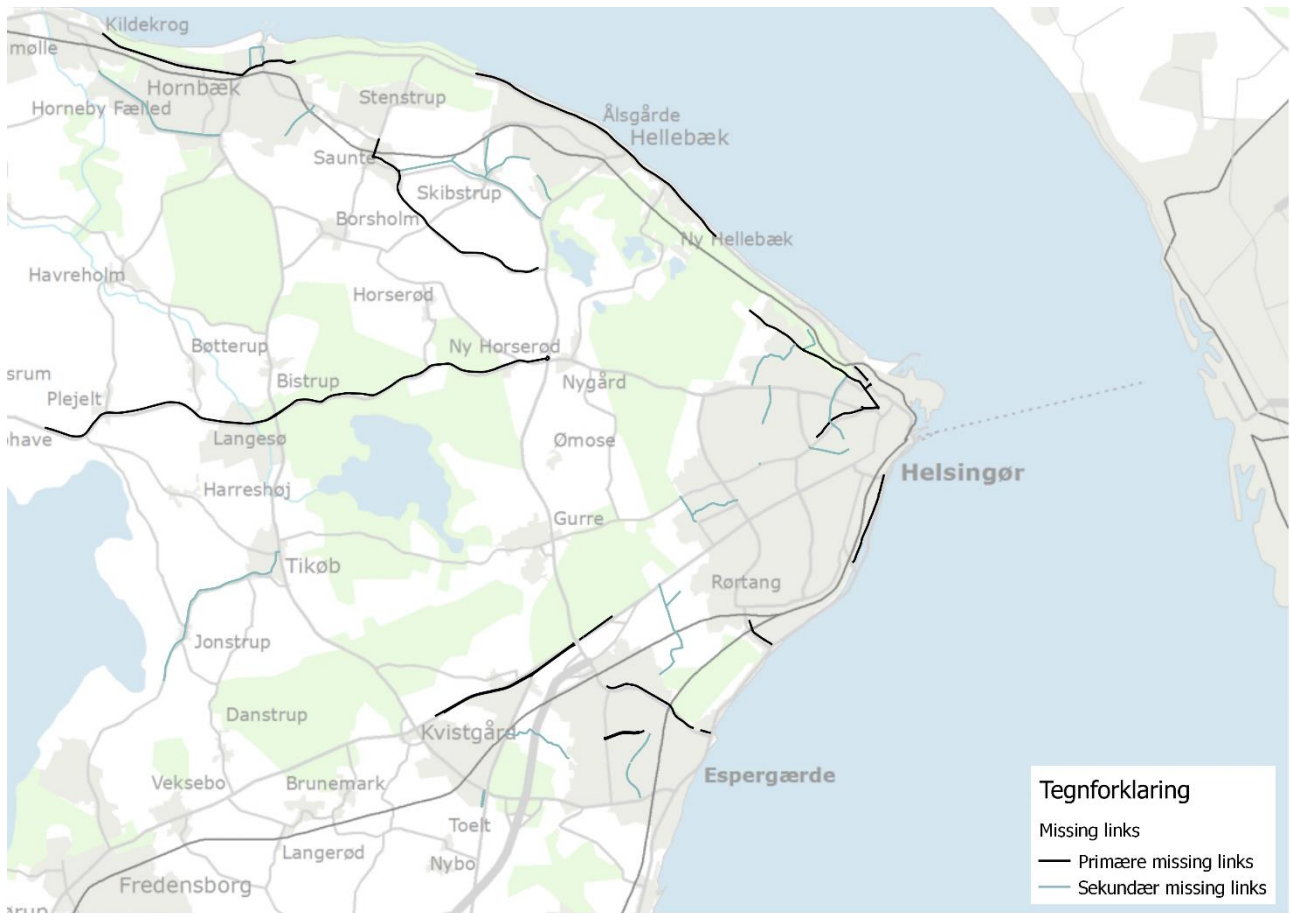 Kildekrog
mølle
Hornbæk
Horneby Fælled
Stenstrup
Ålsgårde
Hellebæk
Saunte
Skibstrup
Borsholm
Ny Hellebæk
Havreholm
Horserød
Bøtterup
Ny Horserød
srum
Bistrup
Nygård
Plejelt
phave
Langesø
Ømose
Helsingør
Harreshøj
Gurre
Tikøb
Rørtang
Jonstrup
Danstrup
Kvistgård
Veksebo
Brunemark
Espergærde
Toelt
Langerød
Nybo
Fredensborg
Tegnforklaring
Missing links
Primære missing links
Sekundær missing links